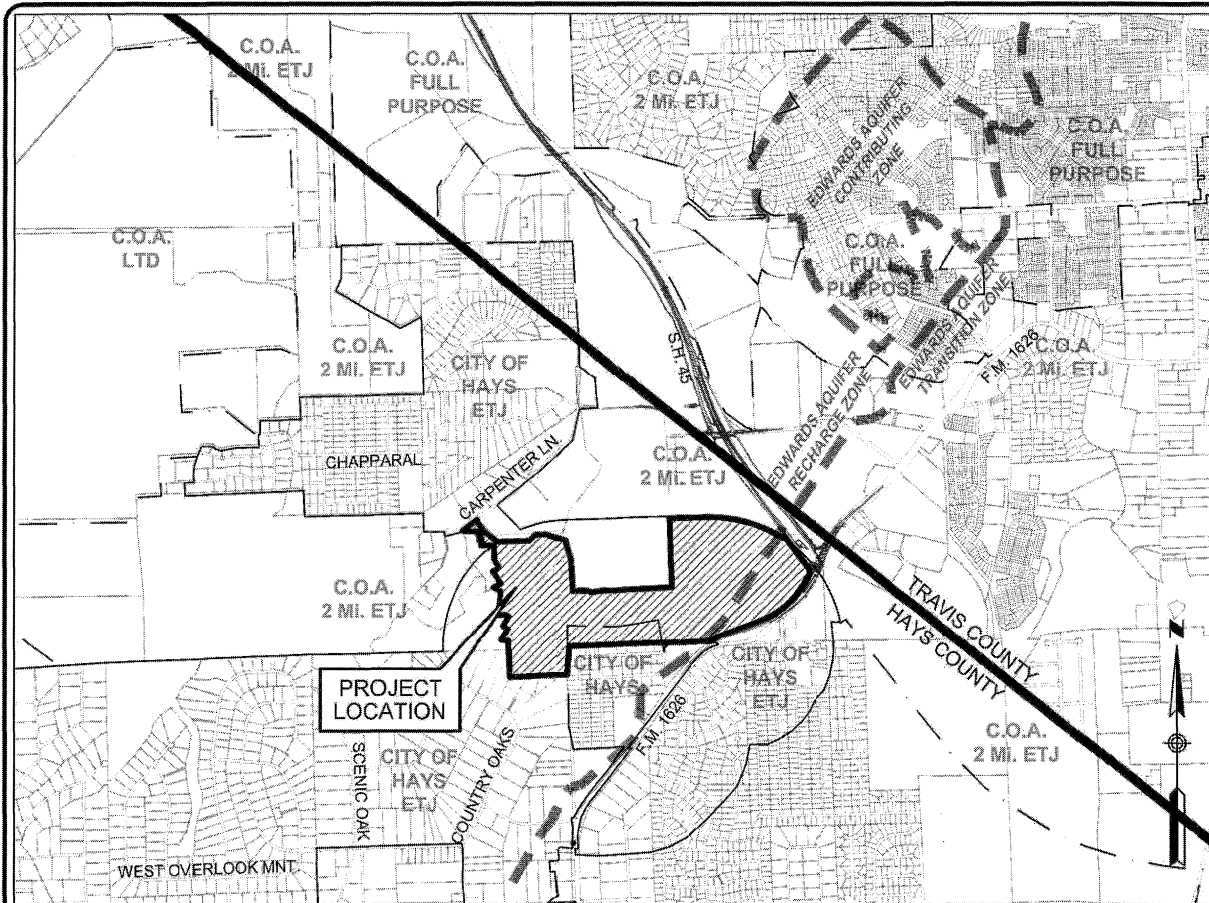 C.O.A.
2 Mi. ETJ
C.O.A.
FULL
PURPOSE
C.O.A.
2 Mi. ETJ
EDWARDS AQUIFER
CONTRIBUTING
ZONE
C.O.A.
FULL
PURPOSE
C.O.A.
LTD
C.O.A.
FULL
PURPOSE
C.O.A.
2 Mi. ETJ
CITY OF
HAYS
ETJ
S.H. 45
EDWARDS AQUIFER
RECHARGE ZONE
EDWARDS AQUIFER
TRANSITION ZONE
F.M. 1626
C.O.A.
2 Mi. ETJ
CHAPPARAL
CARPENTER LN.
C.O.A.
2 Mi. ETJ
C.O.A.
2 Mi. ETJ
TRAVIS COUNTY
HAYS COUNTY
N
PROJECT
LOCATION
CITY OF
HAYS
CITY OF
HAYS
ETJ
F.M. 1626
SCENIC OAK
CITY OF
HAYS
ETJ
COUNTRY OAKS
C.O.A.
2 Mi. ETJ
WEST OVERLOOK MNT.